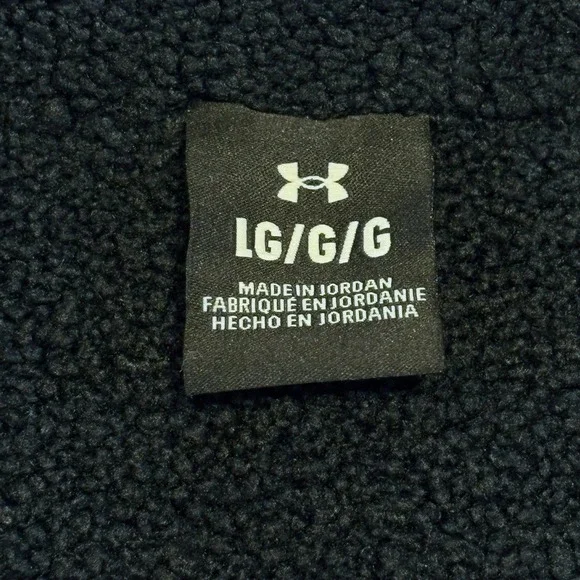 LG/G/G
MADE IN JORDAN
FABRIQUÉ EN JORDANIE
HECHO EN JORDANIA